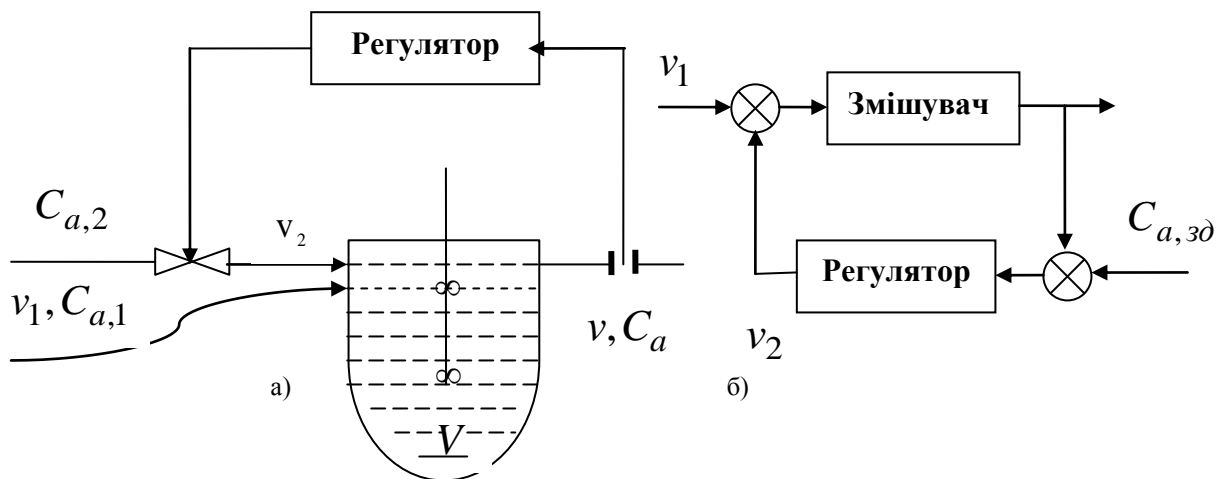 Регулятор
C_{a,2}
v_2
v_1, C_{a,1}
v, C_a
V
а)
v_1
Змішувач
C_{a,зд}
Регулятор
v_2
б)